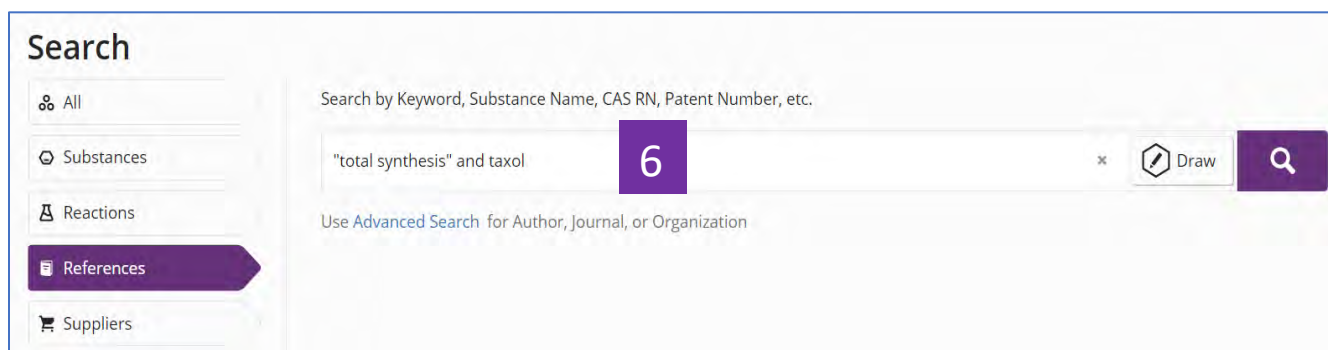 Search
All
Search by Keyword, Substance Name, CAS RN, Patent Number, etc.
Substances
"total synthesis" and taxol
6
×
Draw
Reactions
Use Advanced Search for Author, Journal, or Organization
References
Suppliers